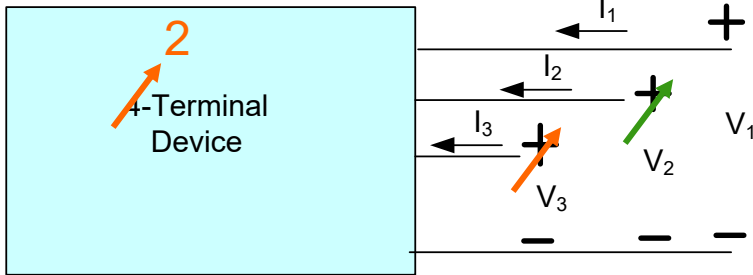 2
4-Terminal
Device
I1
I2
I3
+
+
+
V1
V2
V3
− − −